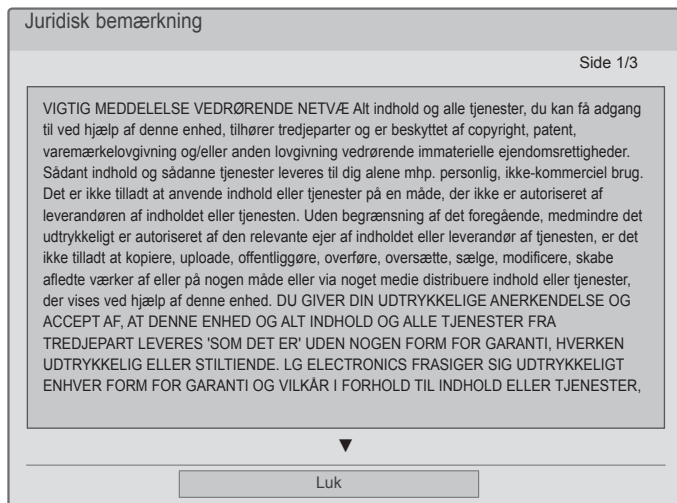 Juridisk bemærkning
Side 1/3
VIGTIG MEDDELELSE VEDRØRENDE NETVÆ Alt indhold og alle tjenester, du kan få adgang
til ved hjælp af denne enhed, tilhører tredjeparter og er beskyttet af copyright, patent,
varemærkelovgivning og/eller anden lovgivning vedrørende immaterielle ejendomsrettigheder.
Sådant indhold og sådanne tjenester leveres til dig alene mhp. personlig, ikke-kommerciel brug.
Det er ikke tilladt at anvende indhold eller tjenester på en måde, der ikke er autoriseret af
leverandøren af indholdet eller tjenesten. Uden begrænsning af det foregående, medmindre det
udtrykkeligt er autoriseret af den relevante ejer af indholdet eller leverandør af tjenesten, er det
ikke tilladt at kopiere, uploade, offentliggøre, overføre, oversætte, sælge, modificere, skabe
afledte værker af eller på nogen måde eller via noget medie distribuere indhold eller tjenester,
der vises ved hjælp af denne enhed. DU GIVER DIN UDTRYKKELIGE ANERKENDELSE OG
ACCEPT AF, AT DENNE ENHED OG ALT INDHOLD OG ALLE TJENESTER FRA
TREDJEPART LEVERES 'SOM DET ER' UDEN NOGEN FORM FOR GARANTI, HVERKEN
UDTRYKKELIG ELLER STILTIENDE. LG ELECTRONICS FRASIGER SIG UDTRYKKELIGT
ENHVER FORM FOR GARANTI OG VILKÅR I FORHOLD TIL INDHOLD ELLER TJENESTER,
Luk